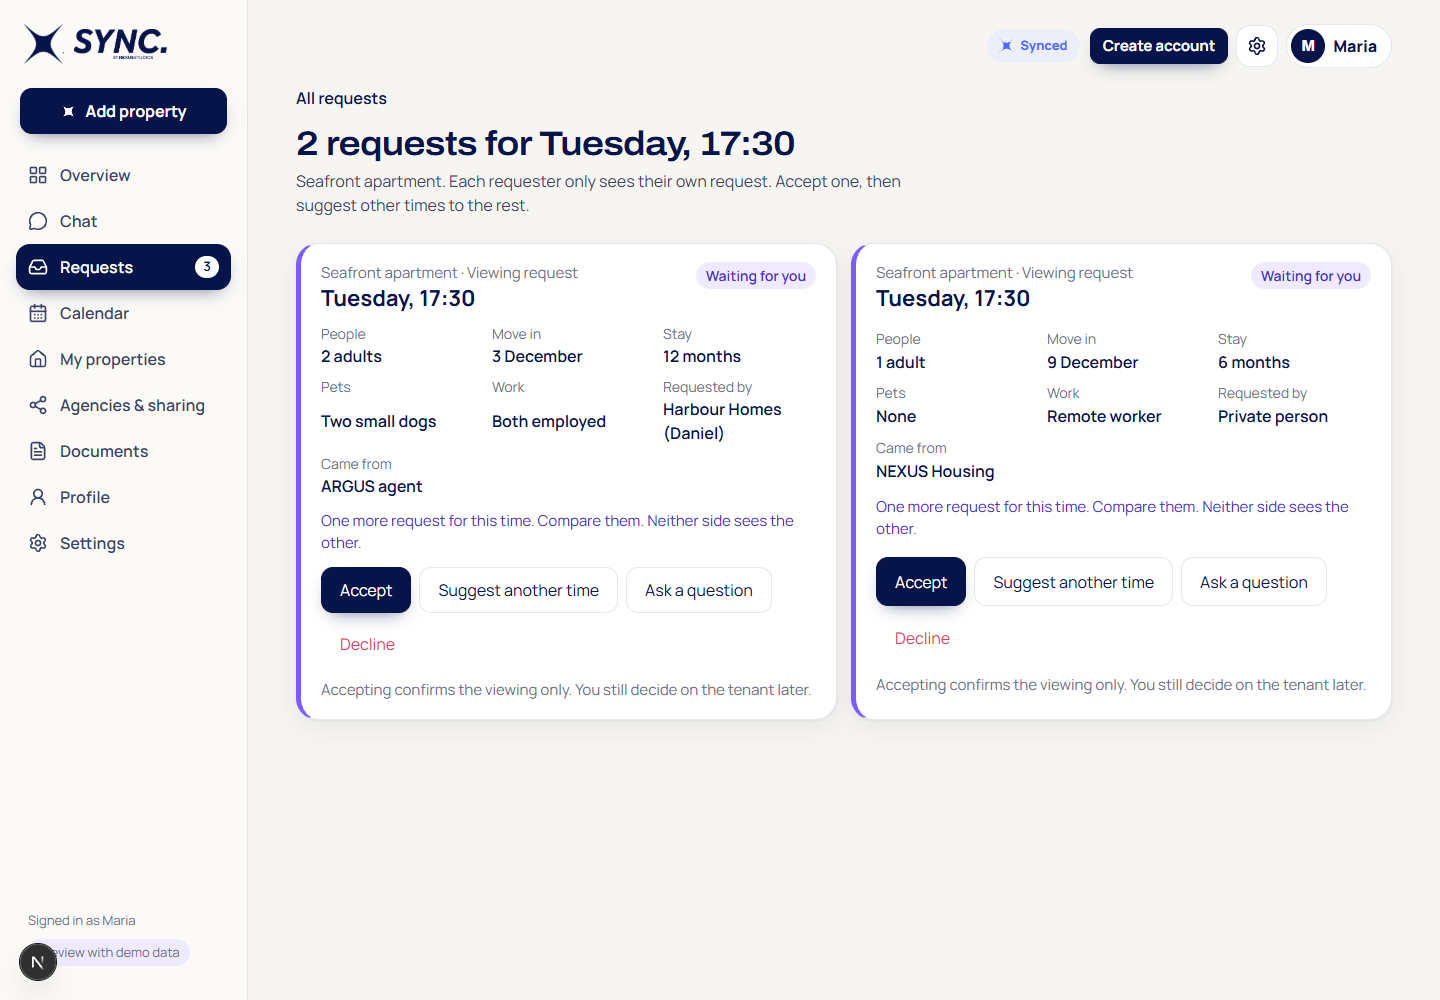 SYNC.
BY NEXUS STUDIOS
Add property
Overview
Chat
Requests 3
Calendar
My properties
Agencies & sharing
Documents
Profile
Settings
Signed in as Maria
view with demo data
N
Synced
Create account
M Maria
All requests
2 requests for Tuesday, 17:30
Seafront apartment. Each requester only sees their own request. Accept one, then
suggest other times to the rest.
Seafront apartment · Viewing request
Waiting for you
Tuesday, 17:30
People Move in Stay
2 adults 3 December 12 months
Pets Work Requested by
Two small dogs Both employed Harbour Homes
(Daniel)
Came from
ARGUS agent
One more request for this time. Compare them. Neither side sees the
other.
Accept Suggest another time Ask a question
Decline
Accepting confirms the viewing only. You still decide on the tenant later.
Seafront apartment · Viewing request
Waiting for you
Tuesday, 17:30
People Move in Stay
1 adult 9 December 6 months
Pets Work Requested by
None Remote worker Private person
Came from
NEXUS Housing
One more request for this time. Compare them. Neither side sees the
other.
Accept Suggest another time Ask a question
Decline
Accepting confirms the viewing only. You still decide on the tenant later.